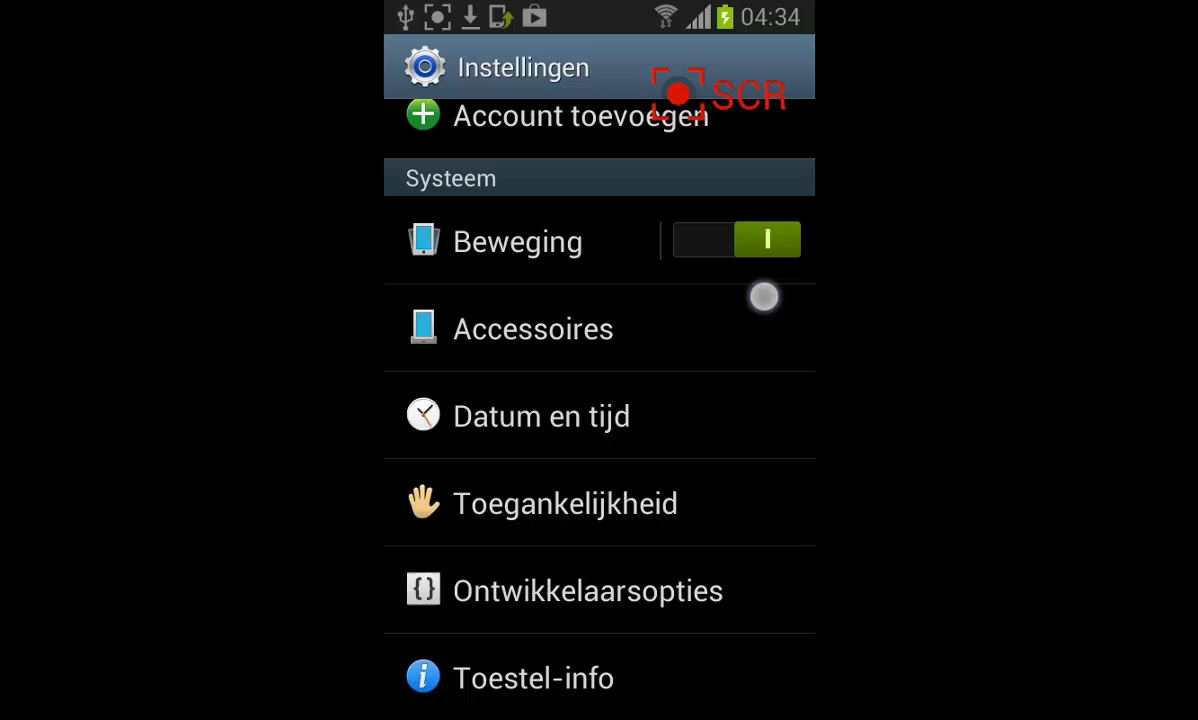 04:34
Instellingen
SCR
Account toevoegen
Systeem
Beweging
Accessoires
Datum en tijd
Toegankelijkheid
Ontwikkelaarsopties
Toestel-info